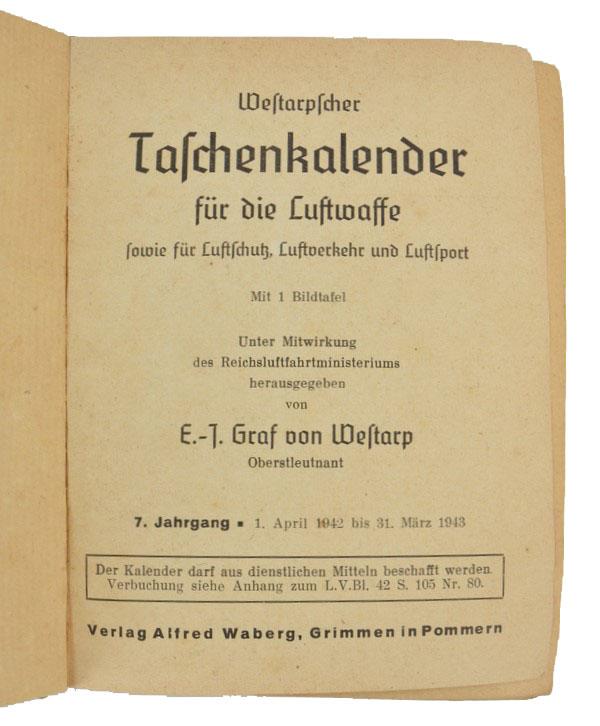 Westarpscher
Taschenkalender
für die Luftwaffe
sowie für Luftschutz, Luftverkehr und Luftsport
Mit 1 Bildtafel
Unter Mitwirkung
des Reichsluftfahrtministeriums
herausgegeben
von
E.-J. Graf von Westarp
Oberstleutnant
7. Jahrgang ▪ 1. April 1942 bis 31. März 1943
Der Kalender darf aus dienstlichen Mitteln beschafft werden.
Verbuchung siehe Anhang zum L.V.Bl. 42 S. 105 Nr. 80.
Verlag Alfred Waberg, Grimmen in Pommern